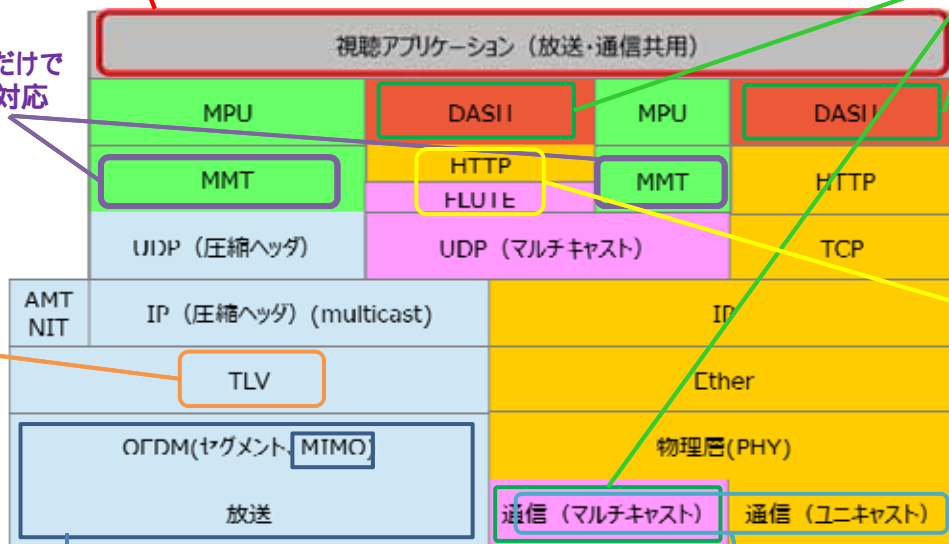 視聴アプリケーション（放送・通信共用）
だけで
対応
MPU
DASH
MPU
DASH
MMT
HTTP
FLUTE
MMT
HTTP
UDP（圧縮ヘッダ）
UDP（マルチキャスト）
TCP
AMT
NIT
IP（圧縮ヘッダ）(multicast)
IP
TLV
Ether
OFDM(セグメント、MIMO)
物理層(PHY)
放送
通信（マルチキャスト）
通信（ユニキャスト）